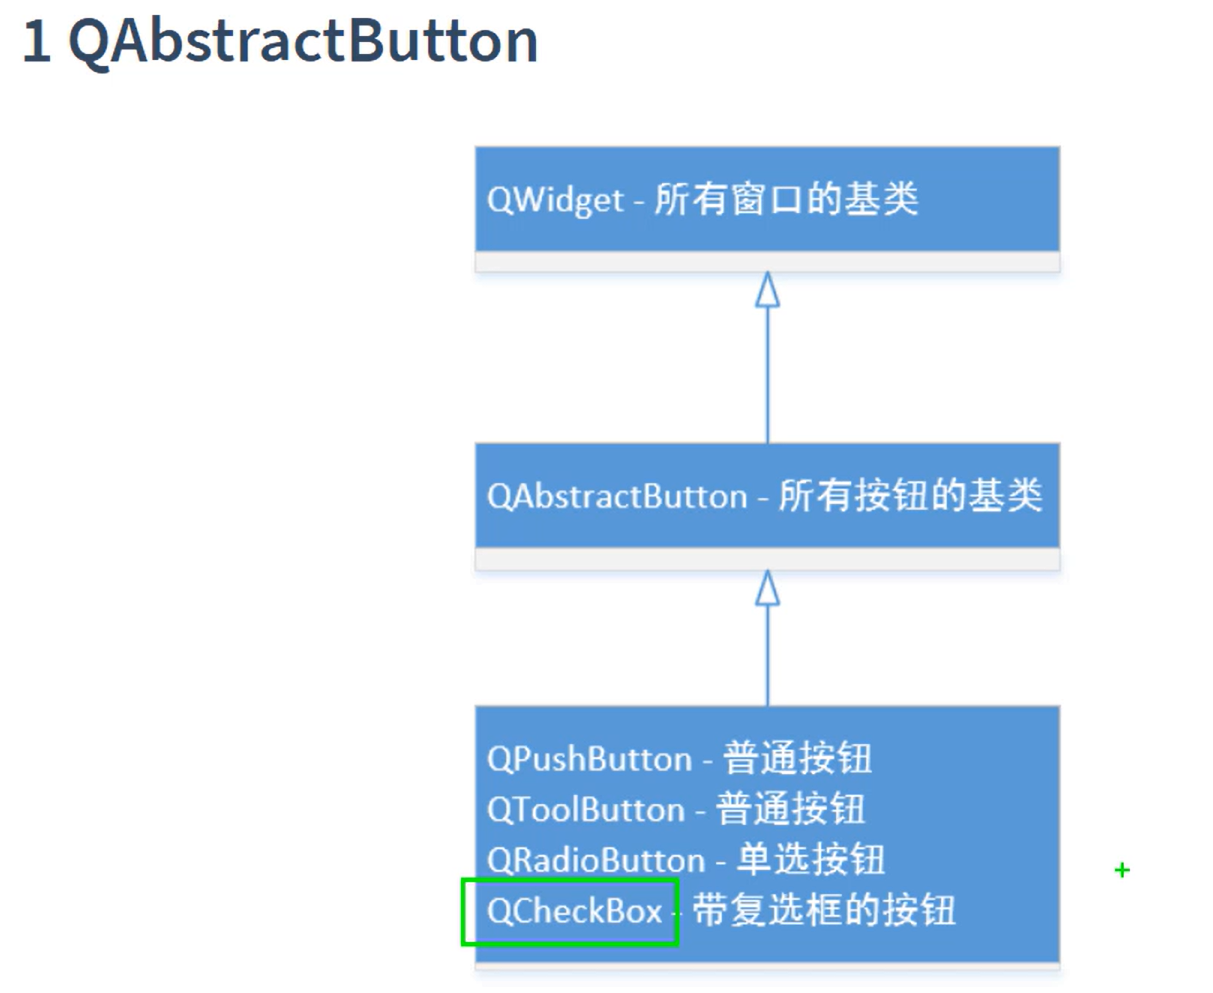 1 QAbstractButton
QWidget - 所有窗口的基类
QAbstractButton - 所有按钮的基类
QPushButton - 普通按钮
QToolButton - 普通按钮
QRadioButton - 单选按钮
QCheckBox - 带复选框的按钮